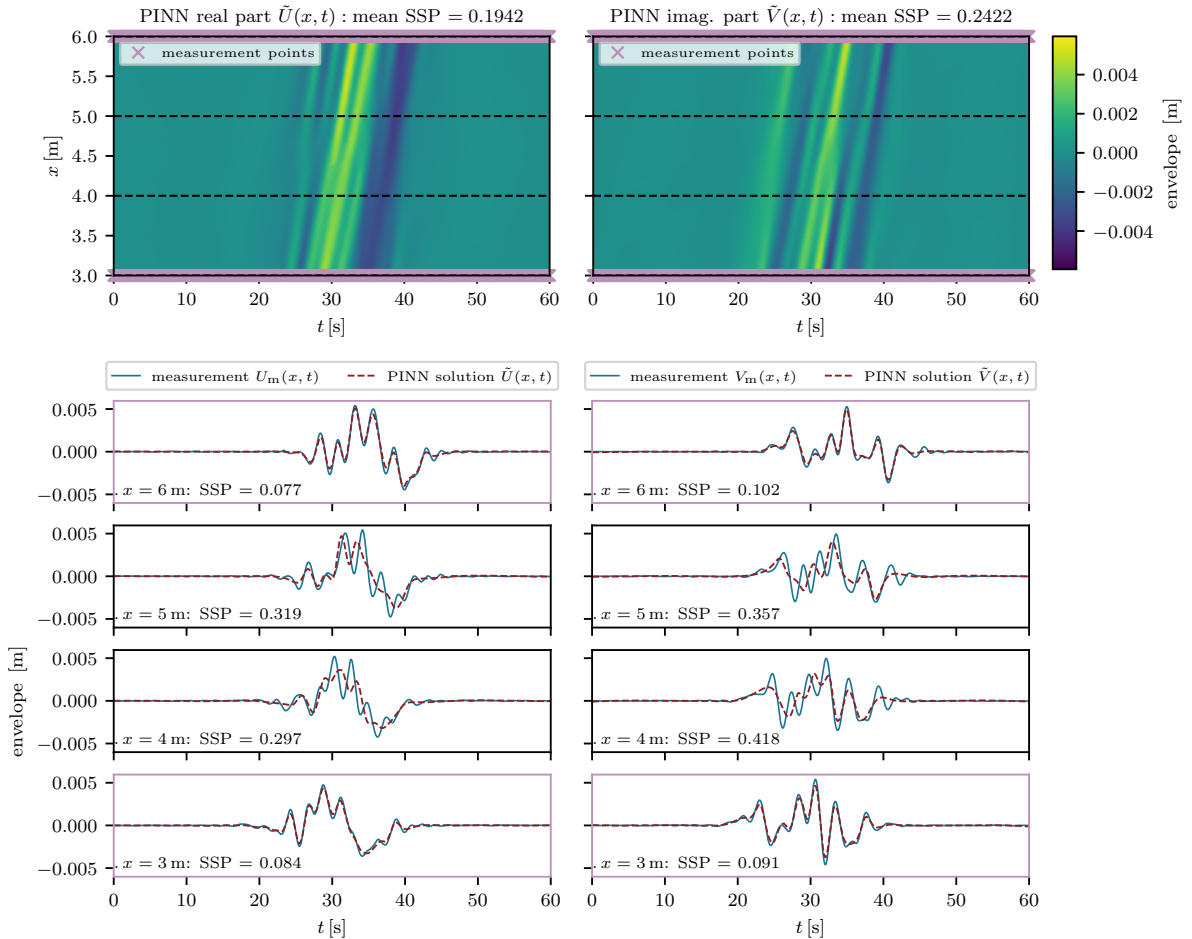 PINN real part Ũ(x, t) : mean SSP = 0.1942
PINN imag. part Ṽ(x, t) : mean SSP = 0.2422
measurement points
measurement points
6.0
5.5
5.0
4.5
4.0
3.5
3.0
x [m]
0 10 20 30 40 50 60
t [s]
0 10 20 30 40 50 60
t [s]
0.004
0.002
0.000
−0.002
−0.004
envelope [m]
measurement Uₘ(x, t) PINN solution Ũ(x, t)
measurement Vₘ(x, t) PINN solution Ṽ(x, t)
envelope [m]
0.005
0.000
−0.005
x = 6 m: SSP = 0.077
x = 6 m: SSP = 0.102
0.005
0.000
−0.005
x = 5 m: SSP = 0.319
x = 5 m: SSP = 0.357
0.005
0.000
−0.005
x = 4 m: SSP = 0.297
x = 4 m: SSP = 0.418
0.005
0.000
−0.005
x = 3 m: SSP = 0.084
x = 3 m: SSP = 0.091
0 10 20 30 40 50 60
t [s]
0 10 20 30 40 50 60
t [s]